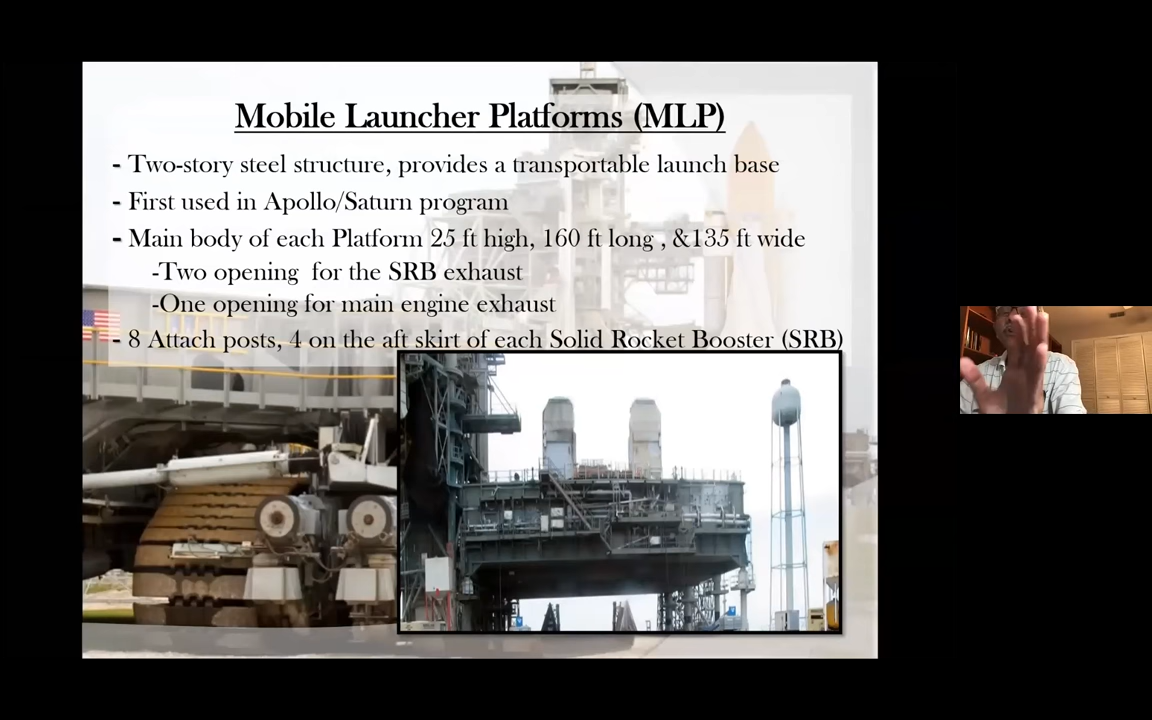 Mobile Launcher Platforms (MLP)
- Two-story steel structure, provides a transportable launch base
- First used in Apollo/Saturn program
- Main body of each Platform 25 ft high, 160 ft long , &135 ft wide
-Two opening  for the SRB exhaust
-One opening for main engine exhaust
- 8 Attach posts, 4 on the aft skirt of each Solid Rocket Booster (SRB)